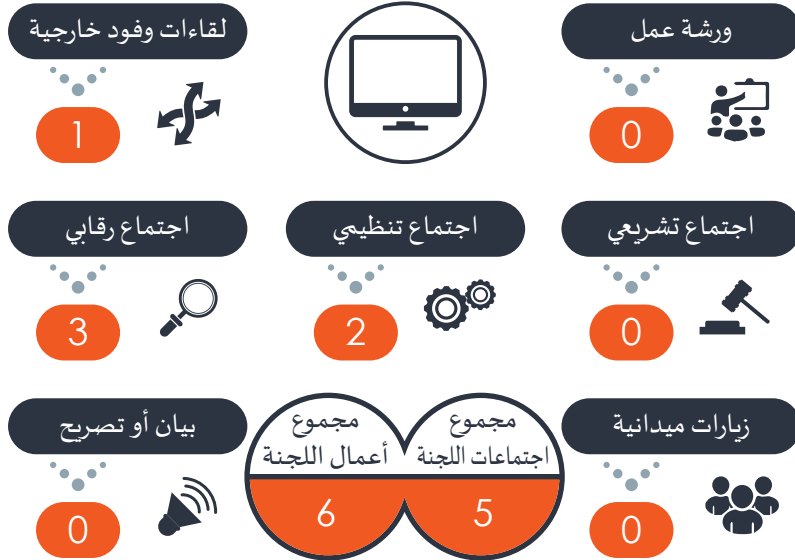 ورشة عمل
0
لقاءات وفود خارجية
1
اجتماع تشريعي
0
اجتماع تنظيمي
2
اجتماع رقابي
3
زيارات ميدانية
0
مجموع
اجتماعات اللجنة
5
مجموع
أعمال اللجنة
6
بيان أو تصريح
0